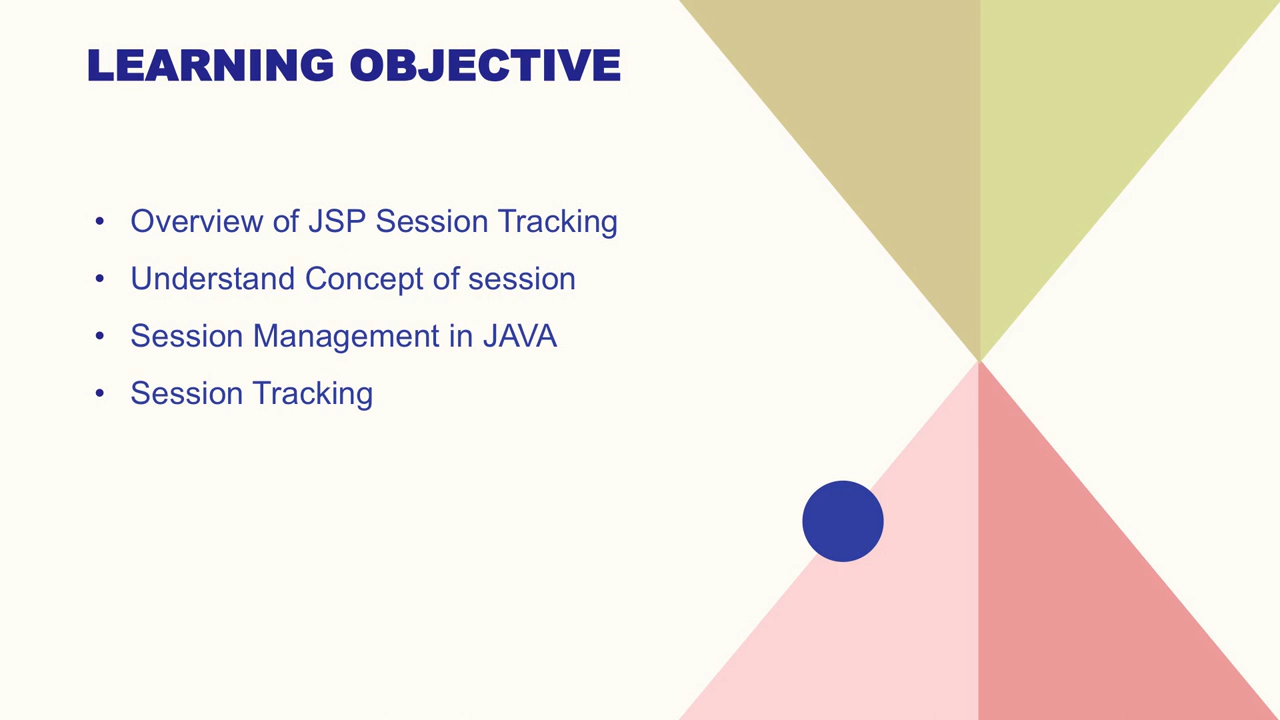 LEARNING OBJECTIVE
• Overview of JSP Session Tracking
• Understand Concept of session
• Session Management in JAVA
• Session Tracking